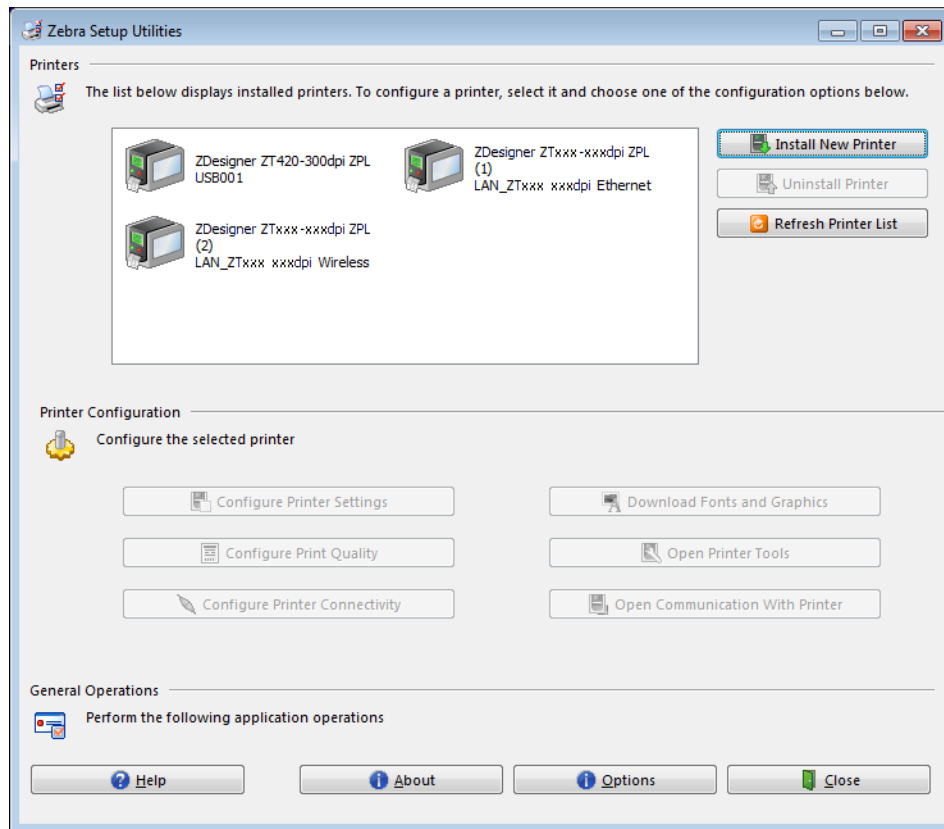 Zebra Setup Utilities
Printers
The list below displays installed printers. To configure a printer, select it and choose one of the configuration options below.
ZDesigner ZT420-300dpi ZPL
USB001
ZDesigner ZTxxx-xxxdpi ZPL
(1)
LAN_ZTxxx xxxdpi Ethernet
ZDesigner ZTxxx-xxxdpi ZPL
(2)
LAN_ZTxxx xxxdpi Wireless
Install New Printer
Uninstall Printer
Refresh Printer List
Printer Configuration
Configure the selected printer
Configure Printer Settings
Download Fonts and Graphics
Configure Print Quality
Open Printer Tools
Configure Printer Connectivity
Open Communication With Printer
General Operations
Perform the following application operations
Help
About
Options
Close